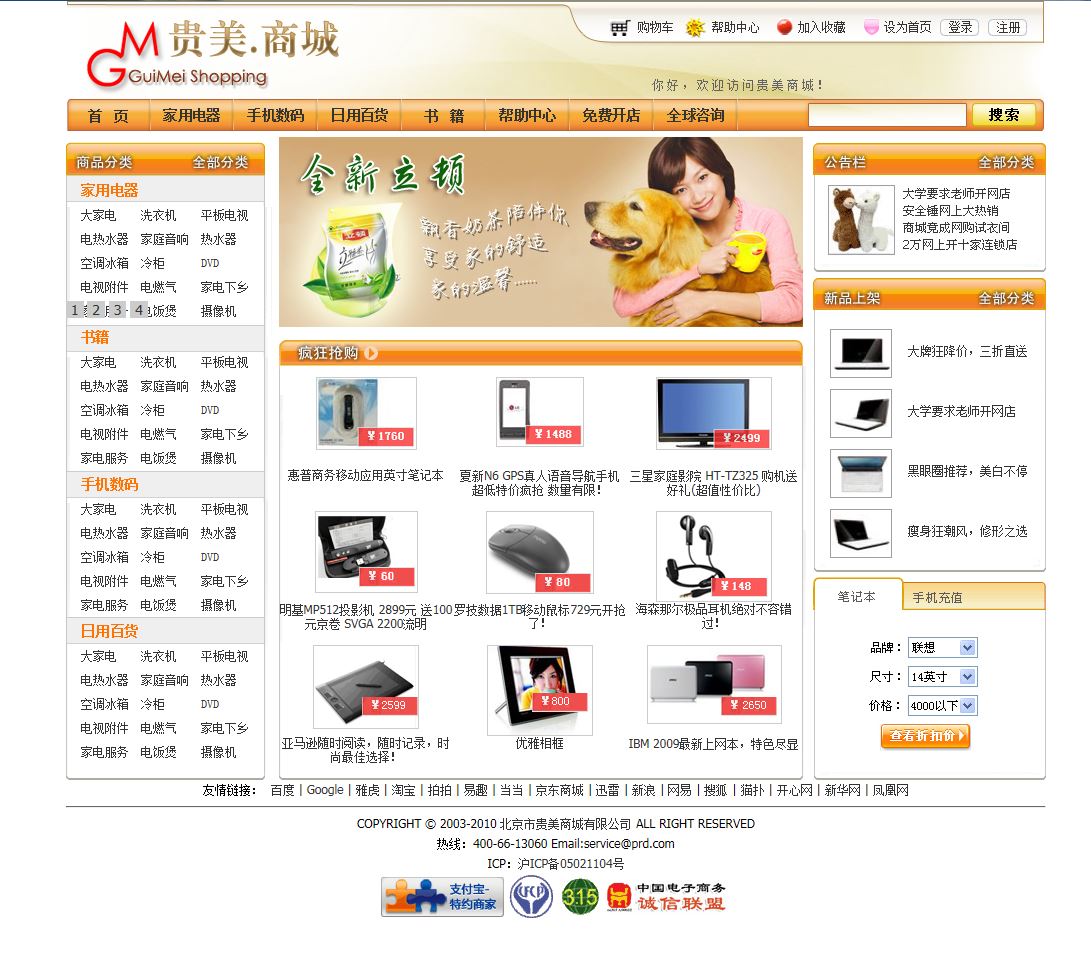 贵美.商城
GuiMei Shopping
购物车 帮助中心 加入收藏 设为首页 登录 注册
你好，欢迎访问贵美商城！
首 页 家用电器 手机数码 日用百货 书 籍 帮助中心 免费开店 全球咨询 搜索
商品分类 全部分类
家用电器
大家电 洗衣机 平板电视
电热水器 家庭音响 热水器
空调冰箱 冷柜 DVD
电视附件 电燃气 家电下乡
1 2 3 4 电饭煲 摄像机
书籍
大家电 洗衣机 平板电视
电热水器 家庭音响 热水器
空调冰箱 冷柜 DVD
电视附件 电燃气 家电下乡
家电服务 电饭煲 摄像机
手机数码
大家电 洗衣机 平板电视
电热水器 家庭音响 热水器
空调冰箱 冷柜 DVD
电视附件 电燃气 家电下乡
家电服务 电饭煲 摄像机
日用百货
大家电 洗衣机 平板电视
电热水器 家庭音响 热水器
空调冰箱 冷柜 DVD
电视附件 电燃气 家电下乡
家电服务 电饭煲 摄像机
全新立顿
飘香奶茶陪伴你
享受家的舒适
家的温馨……
立顿
疯狂抢购
¥ 1760
惠普商务移动应用英寸笔记本
¥ 1488
夏新N6 GPS真人语音导航手机
超低特价疯抢 数量有限！
¥ 2499
三星家庭影院 HT-TZ325 购机送
好礼（超值性价比）
¥ 60
明基MP512投影机 2899元 送100
元京卷 SVGA 2200流明
¥ 80
罗技数据1TB移动鼠标729元开抢
了！
¥ 148
海森那尔极品耳机绝对不容错
过！
¥ 2599
亚马逊随时阅读，随时记录，时
尚最佳选择！
¥ 800
优雅相框
¥ 2650
IBM 2009最新上网本，特色尽显
公告栏 全部分类
大学要求老师开网店
安全锤网上大热销
商城竟成网购试衣间
2万网上开十家连锁店
新品上架 全部分类
大牌狂降价，三折直送
大学要求老师开网店
黑眼圈推荐，美白不停
瘦身狂潮风，修形之选
笔记本 手机充值
品牌： 联想
尺寸： 14英寸
价格： 4000以下
查看折扣价
友情链接： 百度 | Google | 雅虎 | 淘宝 | 拍拍 | 易趣 | 当当 | 京东商城 | 迅雷 | 新浪 | 网易 | 搜狐 | 猫扑 | 开心网 | 新华网 | 凤凰网
COPYRIGHT © 2003-2010 北京市贵美商城有限公司 ALL RIGHT RESERVED
热线：400-66-13060 Email:service@prd.com
ICP：沪ICP备05021104号
支付宝-
特约商家
315
中国电子商务
诚信联盟